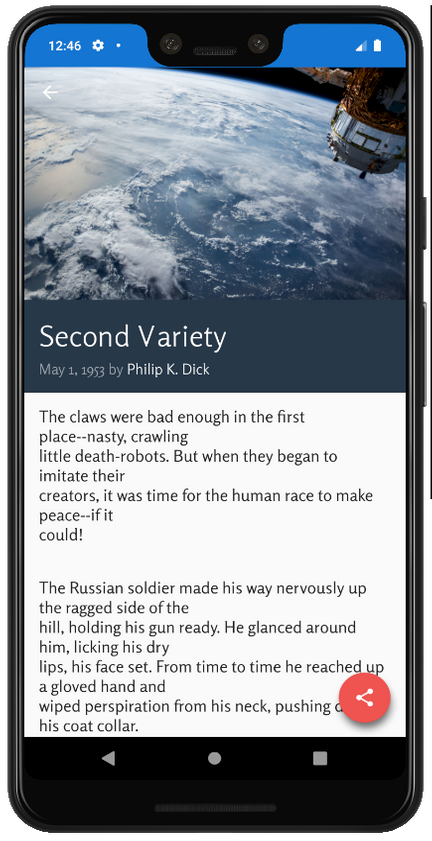 12:46
Second Variety
May 1, 1953 by Philip K. Dick
The claws were bad enough in the first
place--nasty, crawling
little death-robots. But when they began to
imitate their
creators, it was time for the human race to make
peace--if it
could!
The Russian soldier made his way nervously up
the ragged side of the
hill, holding his gun ready. He glanced around
him, licking his dry
lips, his face set. From time to time he reached up
a gloved hand and
wiped perspiration from his neck, pushing
his coat collar.